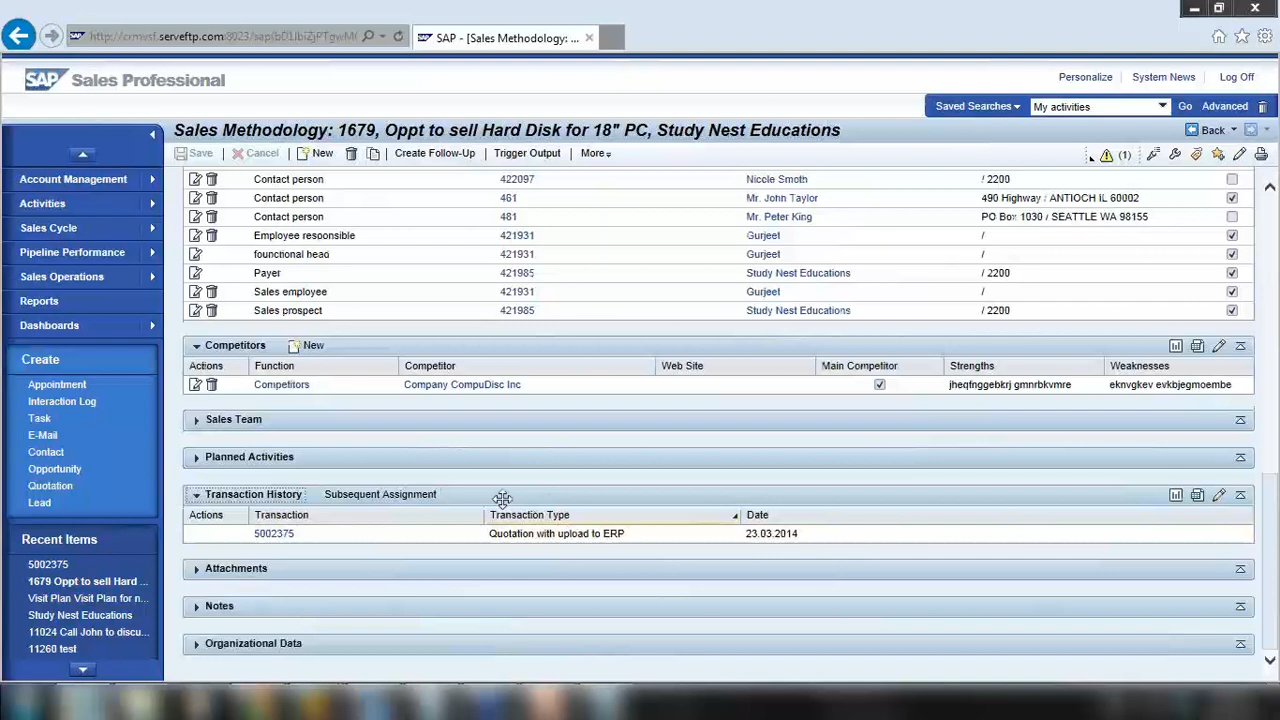 http://crmvsf.serveftp.com:8023/sap(bD1lbiZjPTgwM
SAP - [Sales Methodology: ...
SAP Sales Professional
Personalize System News Log Off
Saved Searches My activities Go Advanced
Sales Methodology: 1679, Oppt to sell Hard Disk for 18" PC, Study Nest Educations
Back
Save Cancel New Create Follow-Up Trigger Output More
(1)
Account Management
Activities
Sales Cycle
Pipeline Performance
Sales Operations
Reports
Dashboards
Create
Appointment
Interaction Log
Task
E-Mail
Contact
Opportunity
Quotation
Lead
Recent Items
5002375
1679 Oppt to sell Hard ...
Visit Plan Visit Plan for n...
Study Nest Educations
11024 Call John to discu...
11260 test
Contact person 422097 Nicole Smoth / 2200
Contact person 461 Mr. John Taylor 490 Highway / ANTIOCH IL 60002
Contact person 481 Mr. Peter King PO Box 1030 / SEATTLE WA 98155
Employee responsible 421931 Gurjeet /
founctional head 421931 Gurjeet /
Payer 421985 Study Nest Educations / 2200
Sales employee 421931 Gurjeet /
Sales prospect 421985 Study Nest Educations / 2200
Competitors New
Actions Function Competitor Web Site Main Competitor Strengths Weaknesses
Competitors Company CompuDisc Inc jheqfnggebkrj gmnrbkvmre eknvgkev evkbjegmoembe
Sales Team
Planned Activities
Transaction History Subsequent Assignment
Actions Transaction Transaction Type Date
5002375 Quotation with upload to ERP 23.03.2014
Attachments
Notes
Organizational Data